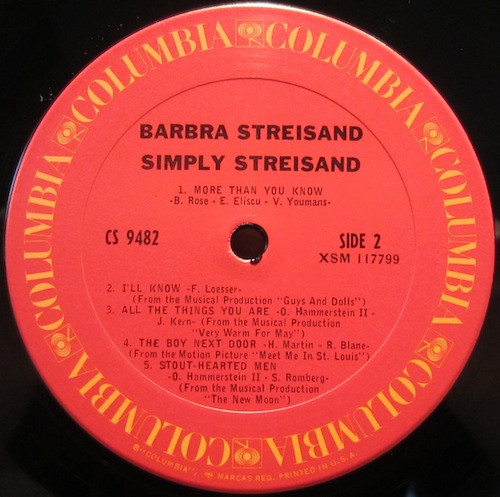 COLUMBIA COLUMBIA COLUMBIA COLUMBIA COLUMBIA COLUMBIA
BARBRA STREISAND
SIMPLY STREISAND
1. MORE THAN YOU KNOW
-B. Rose - E. Eliscu - V. Youmans-
CS 9482
SIDE 2
XSM 117799
2. I'LL KNOW -F. Loesser-
(From the Musical Production "Guys And Dolls")
3. ALL THE THINGS YOU ARE -O. Hammerstein II -
J. Kern- (From the Musical Production
"Very Warm For May")
4. THE BOY NEXT DOOR -H. Martin - R. Blane-
(From the Motion Picture "Meet Me In St. Louis")
5. STOUT-HEARTED MEN
-O. Hammerstein II - S. Romberg-
(From the Musical Production
"The New Moon")
®"COLUMBIA", MARCAS REG. PRINTED IN U.S.A.